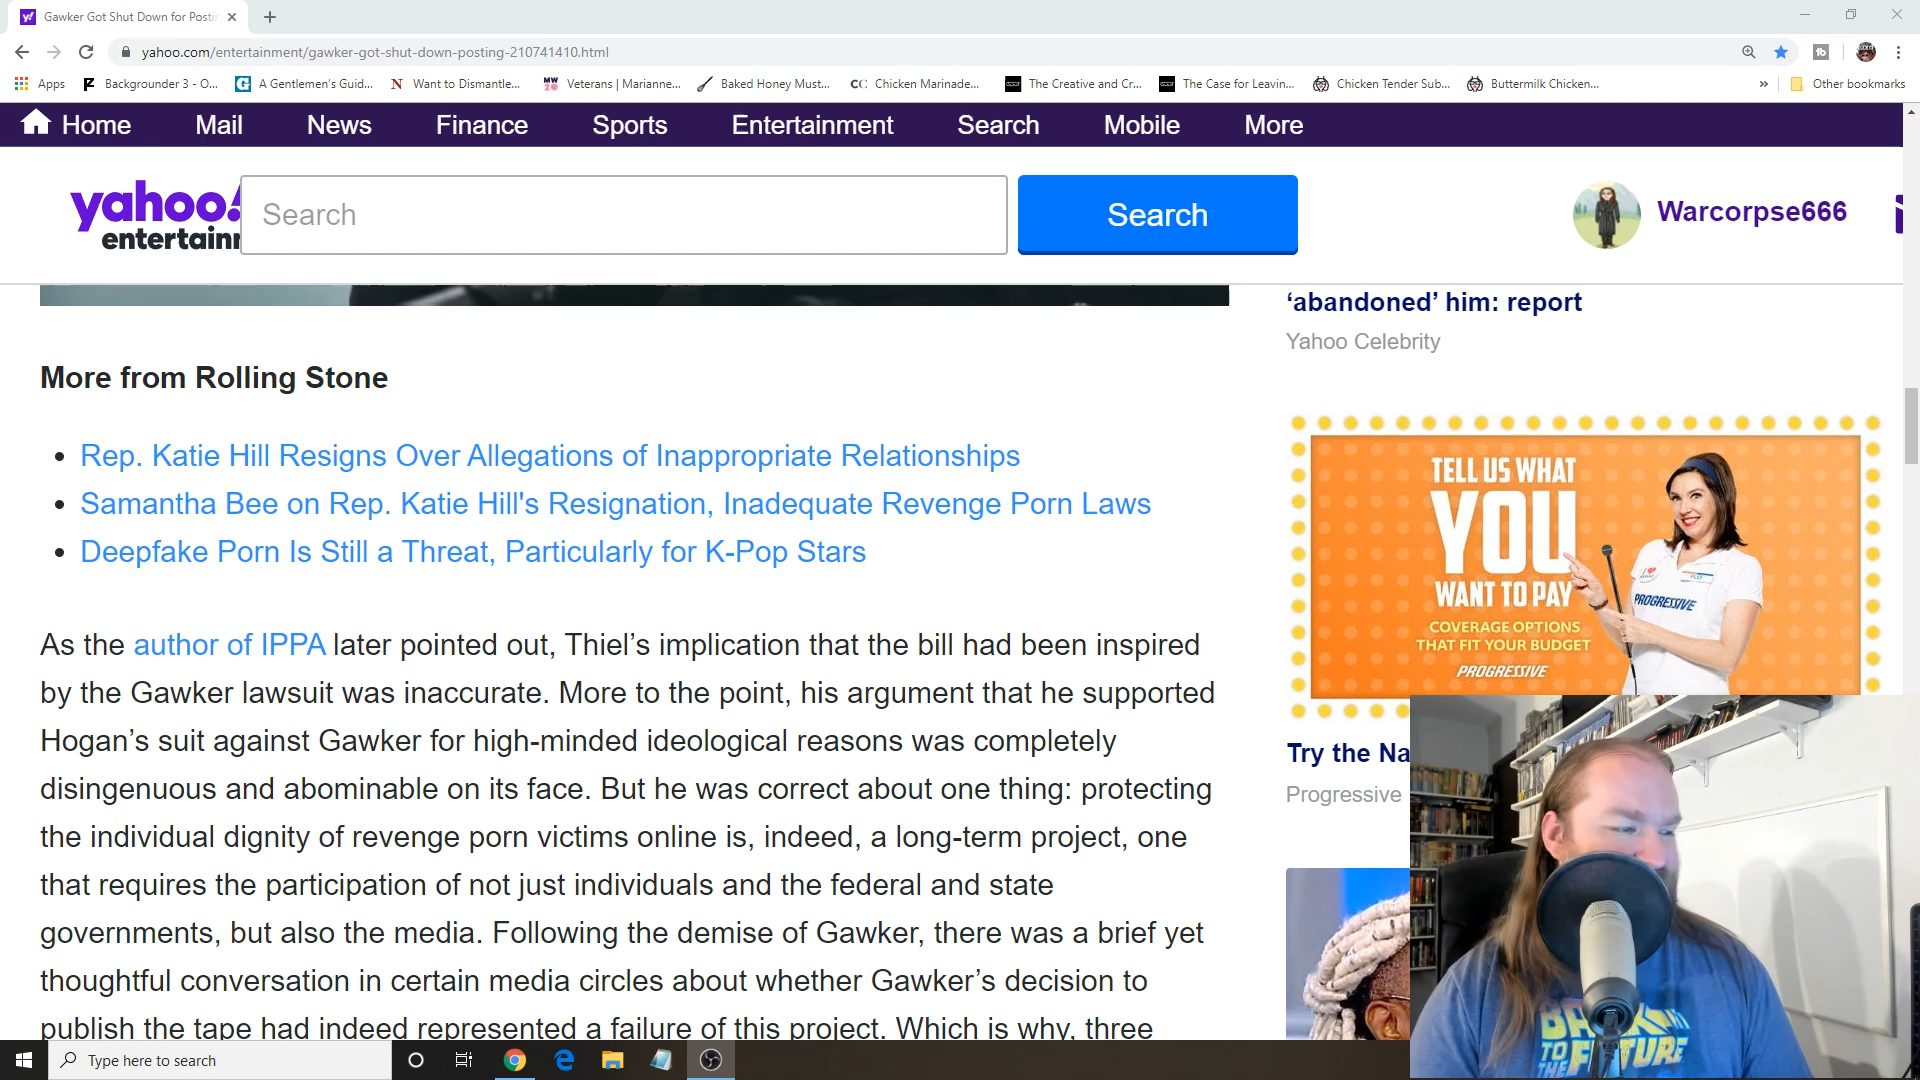 Gawker Got Shut Down for Postin
yahoo.com/entertainment/gawker-got-shut-down-posting-210741410.html
Apps
Backgrounder 3 - O...
A Gentlemen's Guid...
Want to Dismantle...
MW 20
Veterans | Marianne...
Baked Honey Must...
CC
Chicken Marinade...
The Creative and Cr...
The Case for Leavin...
Chicken Tender Sub...
Buttermilk Chicken...
»
Other bookmarks
Home
Mail
News
Finance
Sports
Entertainment
Search
Mobile
More
yahoo!
entertainm
Search
Search
Warcorpse666
‘abandoned’ him: report
Yahoo Celebrity
More from Rolling Stone
• Rep. Katie Hill Resigns Over Allegations of Inappropriate Relationships
• Samantha Bee on Rep. Katie Hill's Resignation, Inadequate Revenge Porn Laws
• Deepfake Porn Is Still a Threat, Particularly for K-Pop Stars
As the author of IPPA later pointed out, Thiel’s implication that the bill had been inspired
by the Gawker lawsuit was inaccurate. More to the point, his argument that he supported
Hogan’s suit against Gawker for high-minded ideological reasons was completely
disingenuous and abominable on its face. But he was correct about one thing: protecting
the individual dignity of revenge porn victims online is, indeed, a long-term project, one
that requires the participation of not just individuals and the federal and state
governments, but also the media. Following the demise of Gawker, there was a brief yet
thoughtful conversation in certain media circles about whether Gawker’s decision to
publish the tape had indeed represented a failure of this project. Which is why, three
TELL US WHAT
YOU
WANT TO PAY
COVERAGE OPTIONS
THAT FIT YOUR BUDGET
PROGRESSIVE
PROGRESSIVE
Try the Na
Progressive
BACK
TO THE
FUTURE
Type here to search